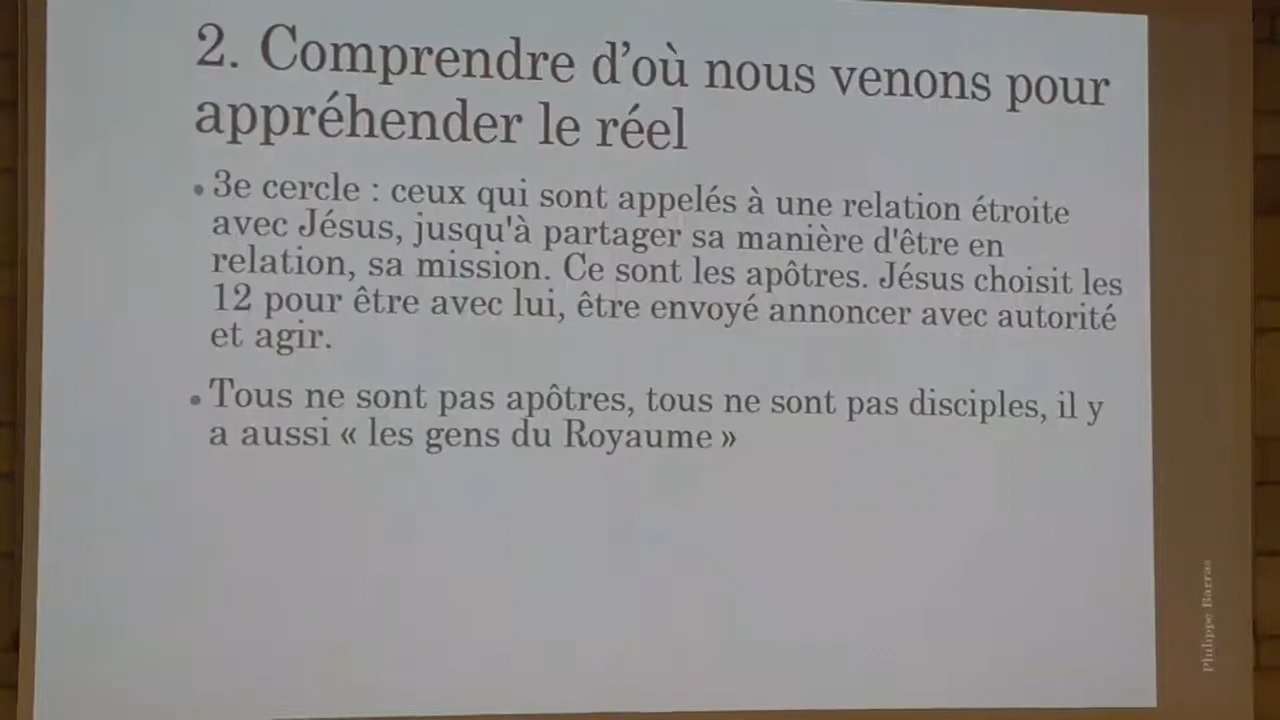 2. Comprendre d’où nous venons pour
appréhender le réel
• 3e cercle : ceux qui sont appelés à une relation étroite
avec Jésus, jusqu'à partager sa manière d'être en
relation, sa mission. Ce sont les apôtres. Jésus choisit les
12 pour être avec lui, être envoyé annoncer avec autorité
et agir.
• Tous ne sont pas apôtres, tous ne sont pas disciples, il y
a aussi « les gens du Royaume »
Philippe Barras